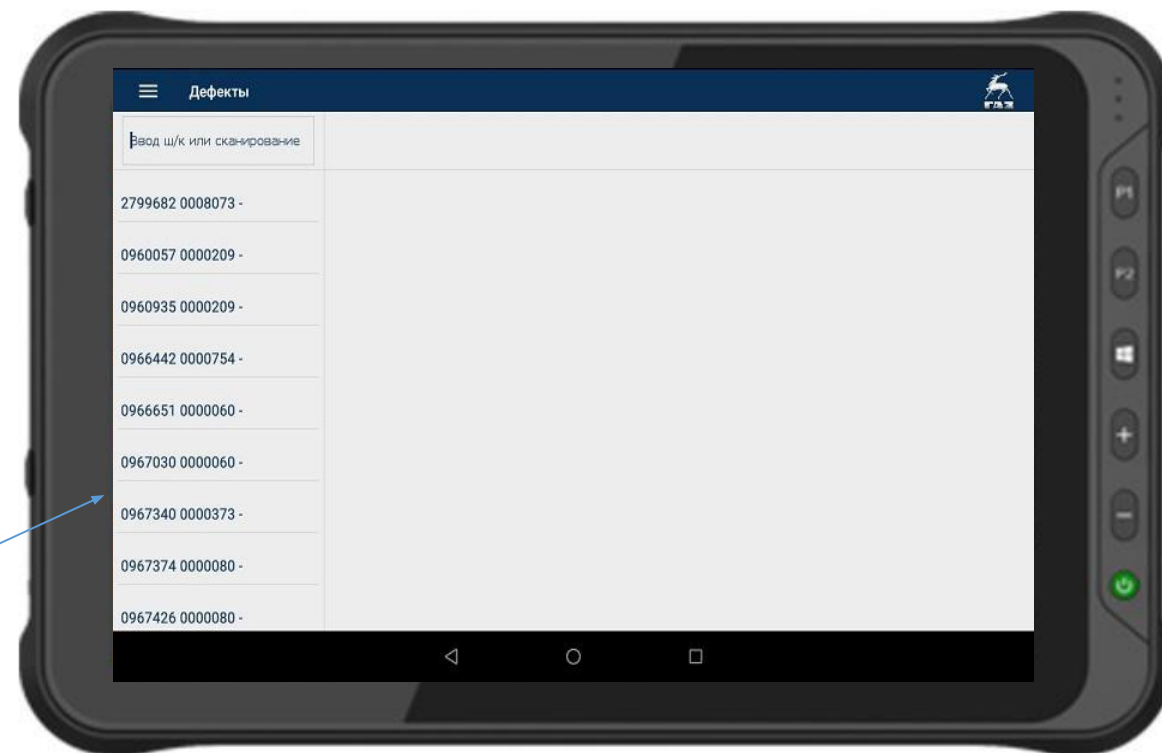 Дефекты
ГАЗ
Ввод ш/к или сканирование
2799682 0008073 -
0960057 0000209 -
0960935 0000209 -
0966442 0000754 -
0966651 0000060 -
0967030 0000060 -
0967340 0000373 -
0967374 0000080 -
0967426 0000080 -
P1
P2